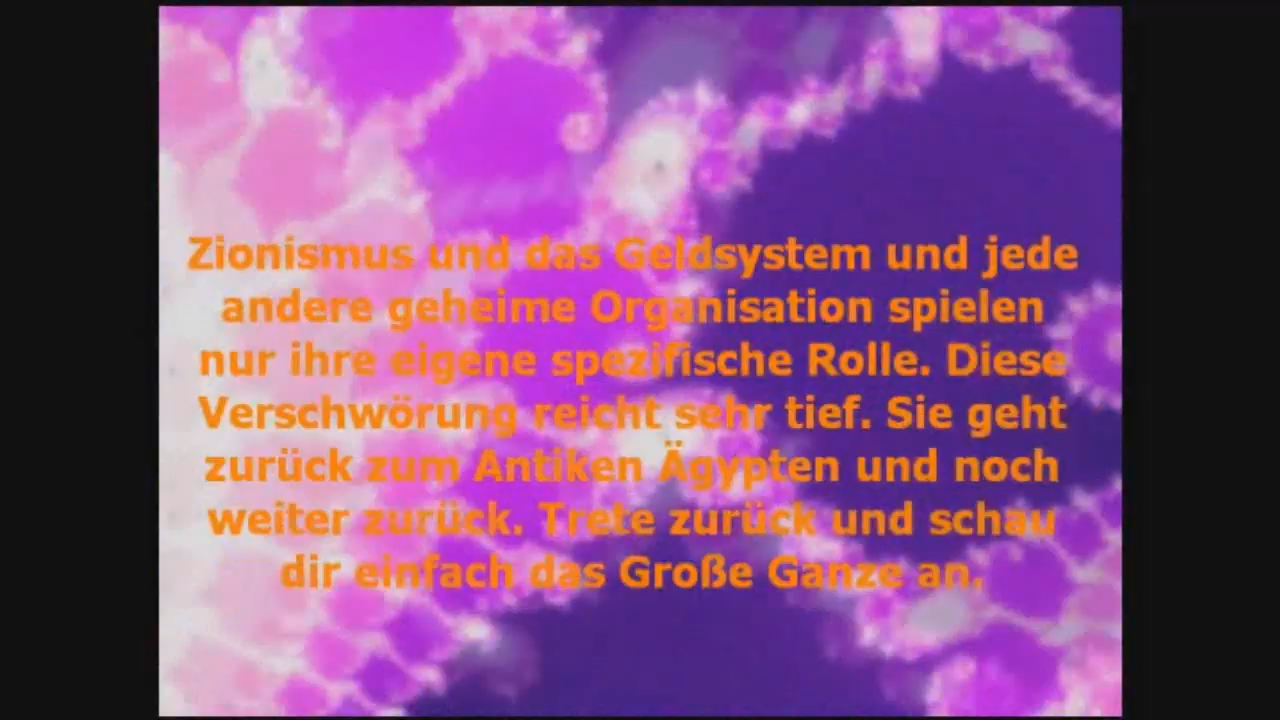 Zionismus und das Geldsystem und jede
andere geheime Organisation spielen
nur ihre eigene spezifische Rolle. Diese
Verschwörung reicht sehr tief. Sie geht
zurück zum Antiken Ägypten und noch
weiter zurück. Trete zurück und schau
dir einfach das Große Ganze an.